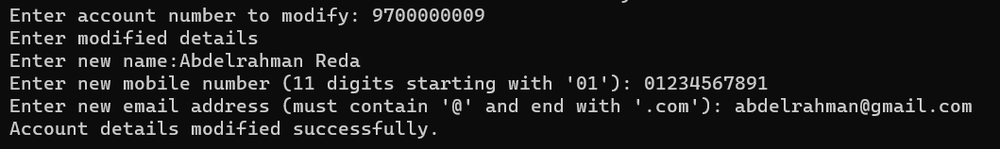 Enter account number to modify: 9700000009
Enter modified details
Enter new name:Abdelrahman Reda
Enter new mobile number (11 digits starting with '01'): 01234567891
Enter new email address (must contain '@' and end with '.com'): abdelrahman@gmail.com
Account details modified successfully.